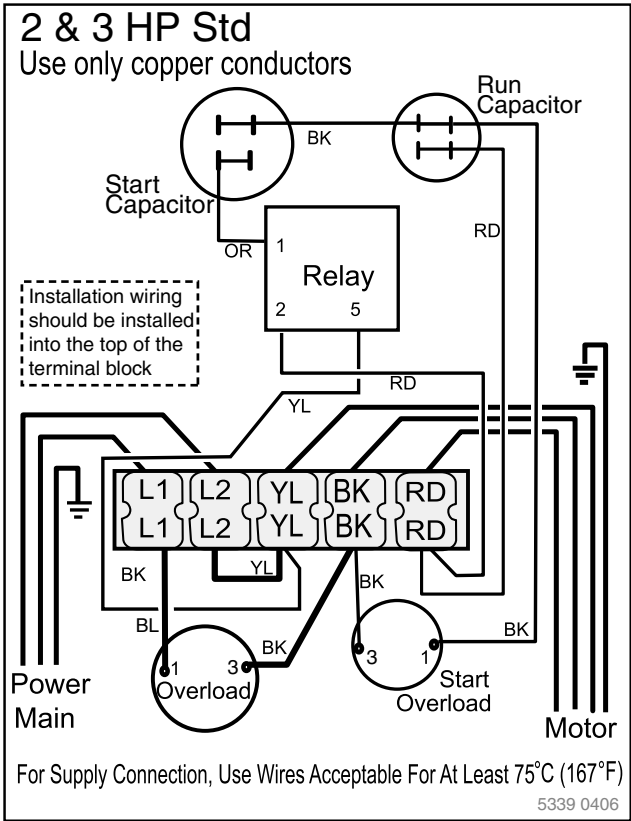 2 & 3 HP Std
Use only copper conductors
Run
Capacitor
BK
Start
Capacitor
OR
1
Relay
2
5
RD
Installation wiring
should be installed
into the top of the
terminal block
RD
YL
L1 L2 YL BK RD
L1 L2 YL BK RD
BK
YL
BK
BL
BK
BK
1
3
Overload
3
1
Start
Overload
Power
Main
Motor
For Supply Connection, Use Wires Acceptable For At Least 75°C (167°F)
5339 0406